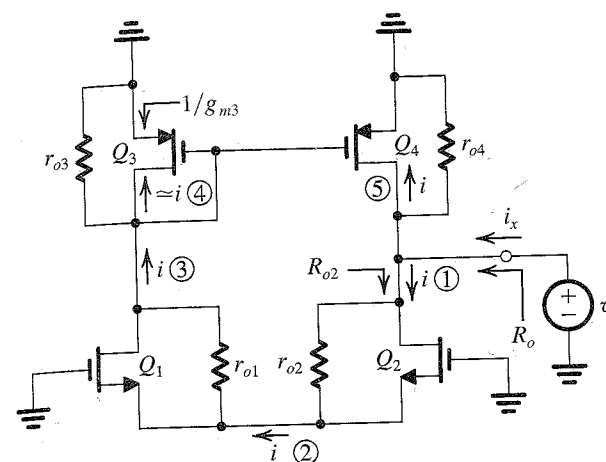 1/g_m3
r_o3
Q_3
Q_4
r_o4
≃i ④
⑤
i
i_x
i ③
R_o2
i ①
+
−
R_o
Q_1
r_o1
r_o2
Q_2
i ②